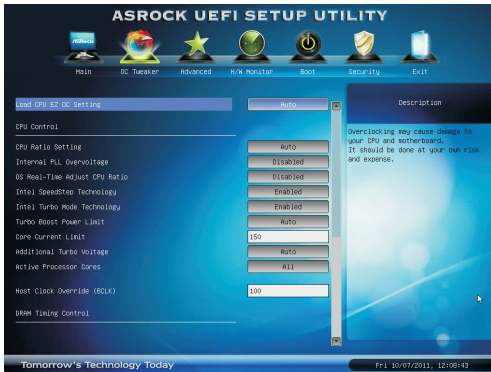 ASROCK UEFI SETUP UTILITY
ASRock
Main
OC Tweaker
Advanced
H/W Monitor
Boot
Security
Exit
Load CPU EZ OC Setting Auto
CPU Control
CPU Ratio Setting Auto
Internal PLL Overvoltage Disabled
OS Real-Time Adjust CPU Ratio Disabled
Intel SpeedStep Technology Enabled
Intel Turbo Mode Technology Enabled
Turbo Boost Power Limit Auto
Core Current Limit 150
Additional Turbo Voltage Auto
Active Processor Cores All
Host Clock Override (BCLK) 100
DRAM Timing Control
Description
Overclocking may cause damage to
your CPU and motherboard.
It should be done at your own risk
and expense.
Tomorrow's Technology Today
Fri 10/07/2011, 12:08:43